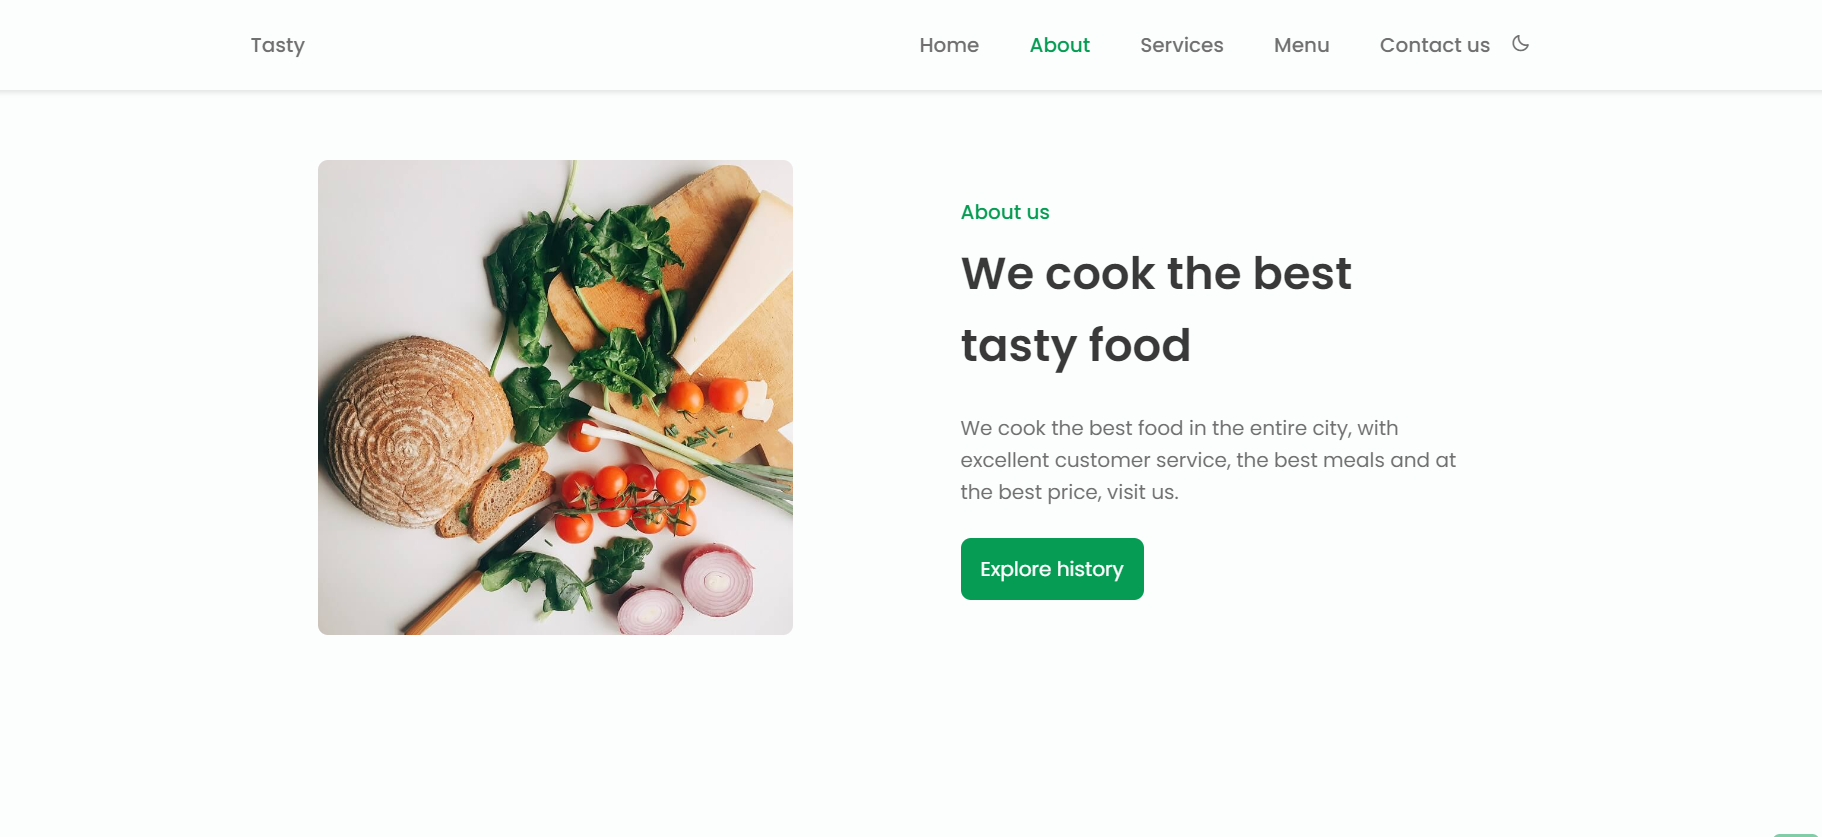 Tasty
Home
About
Services
Menu
Contact us
About us
We cook the best
tasty food
We cook the best food in the entire city, with
excellent customer service, the best meals and at
the best price, visit us.
Explore history